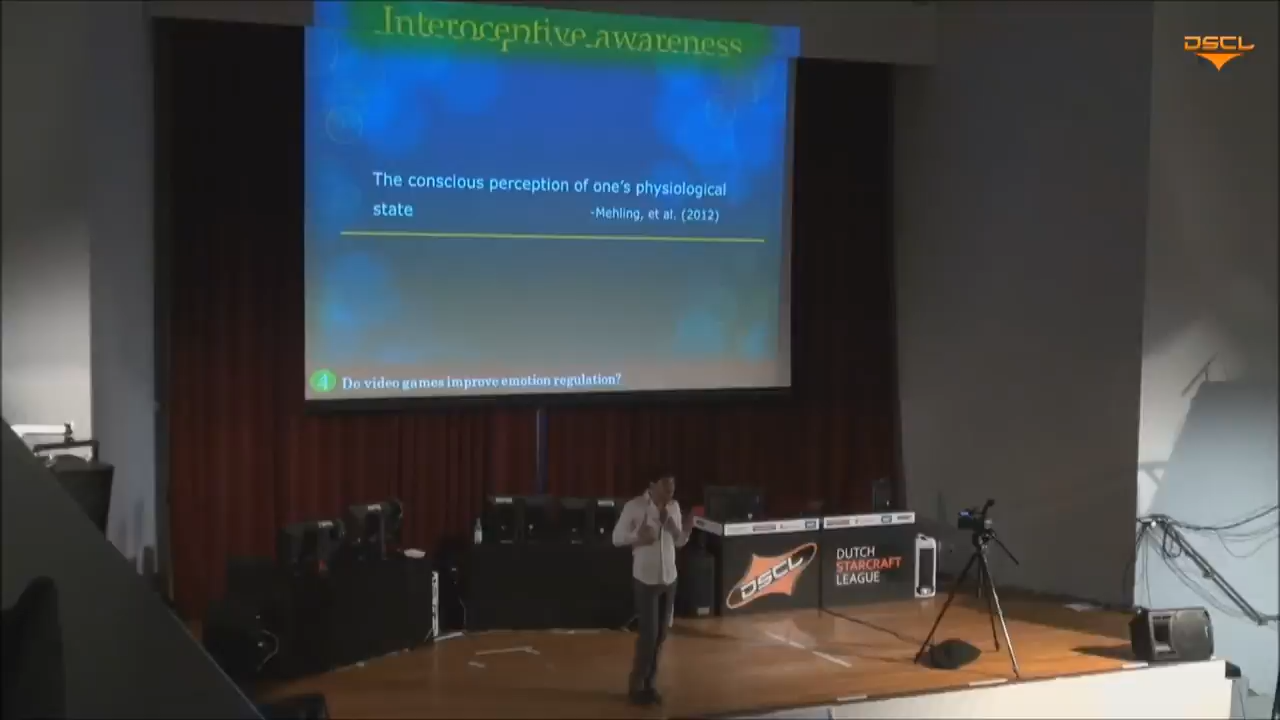 Interoceptive awareness
DSCL
The conscious perception of one's physiological
state
-Mehling, et al. (2012)
4 Do video games improve emotion regulation?
DSCL
DUTCH
STARCRAFT
LEAGUE